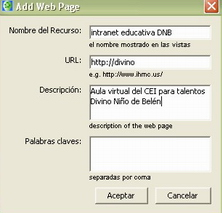 Add Web Page
Nombre del Recurso: intranet educativa DNB
el nombre mostrado en las vistas
URL: http://divino
e.g. http://www.ihmc.us/
Descripción: Aula virtual del CEI para talentos
Divino Niño de Belén
description of the web page
Palabras claves:
separadas por coma
Aceptar Cancelar